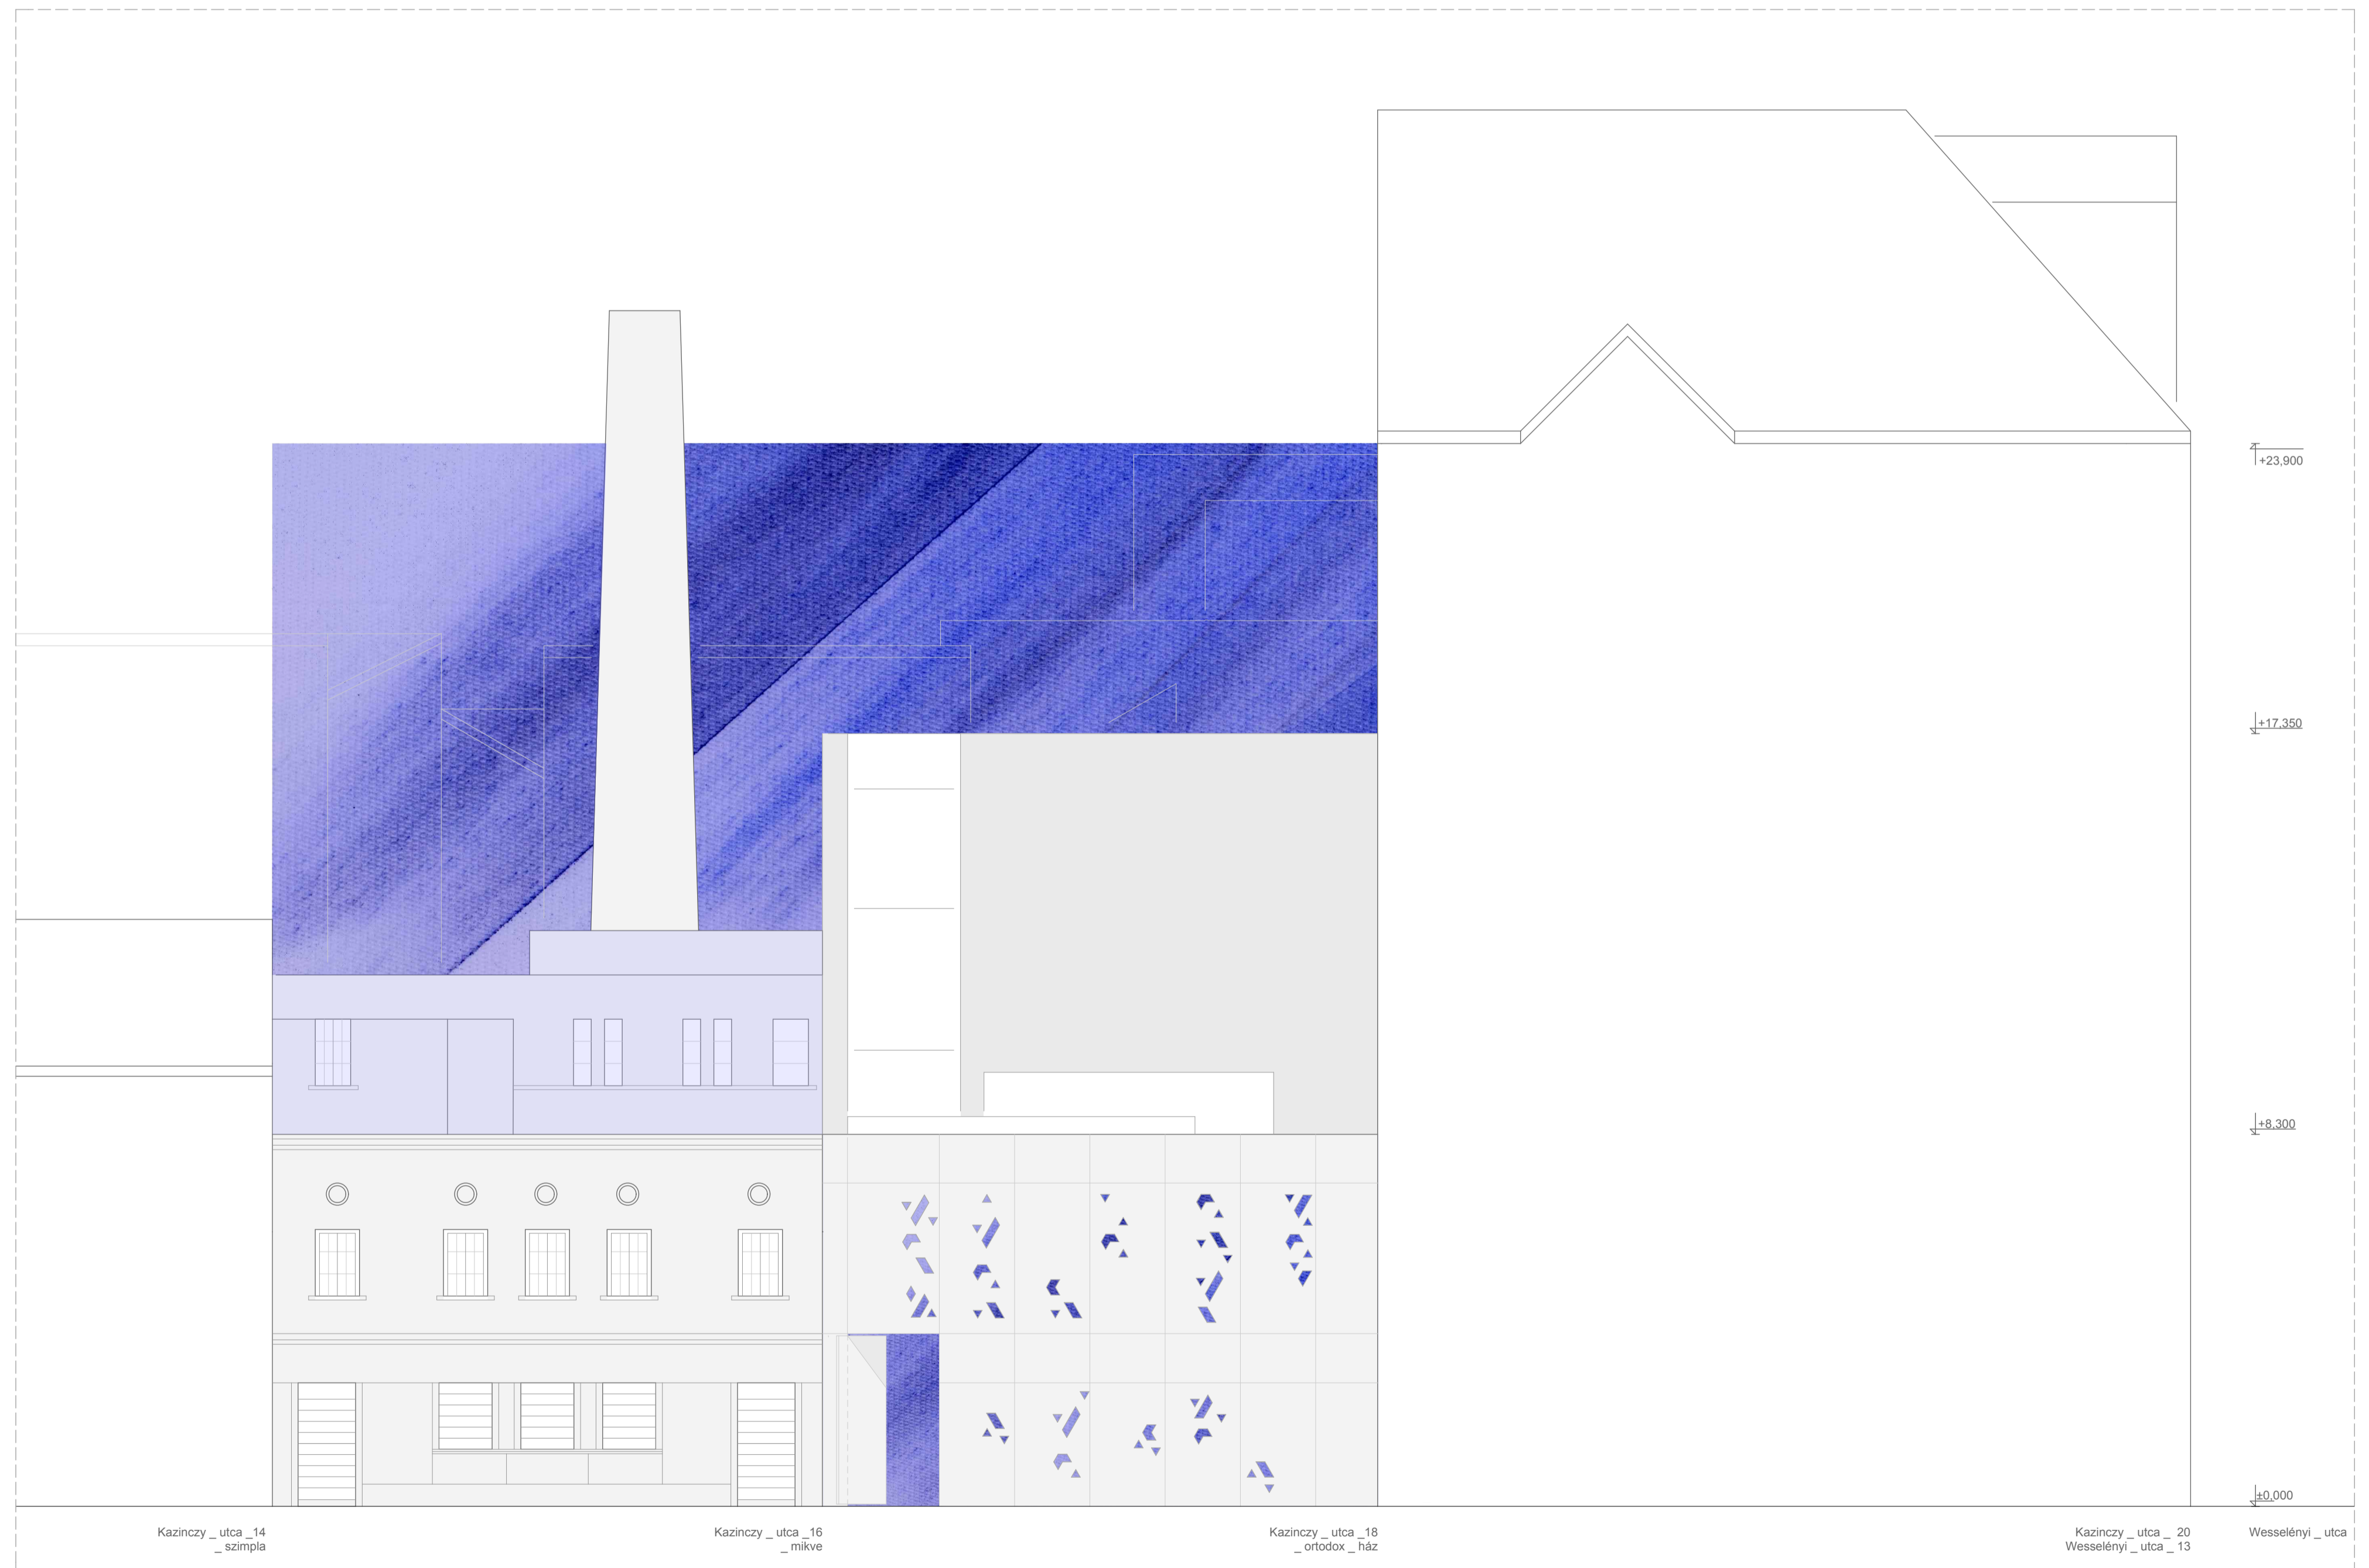 +23,900
+17,350
+8,300
±0,000
Kazinczy _ utca _14
_ szimpla
Kazinczy _ utca _16
_ mikve
Kazinczy _ utca _18
_ ortodox _ ház
Kazinczy _ utca _ 20
Wesselényi _ utca _ 13
Wesselényi _ utca